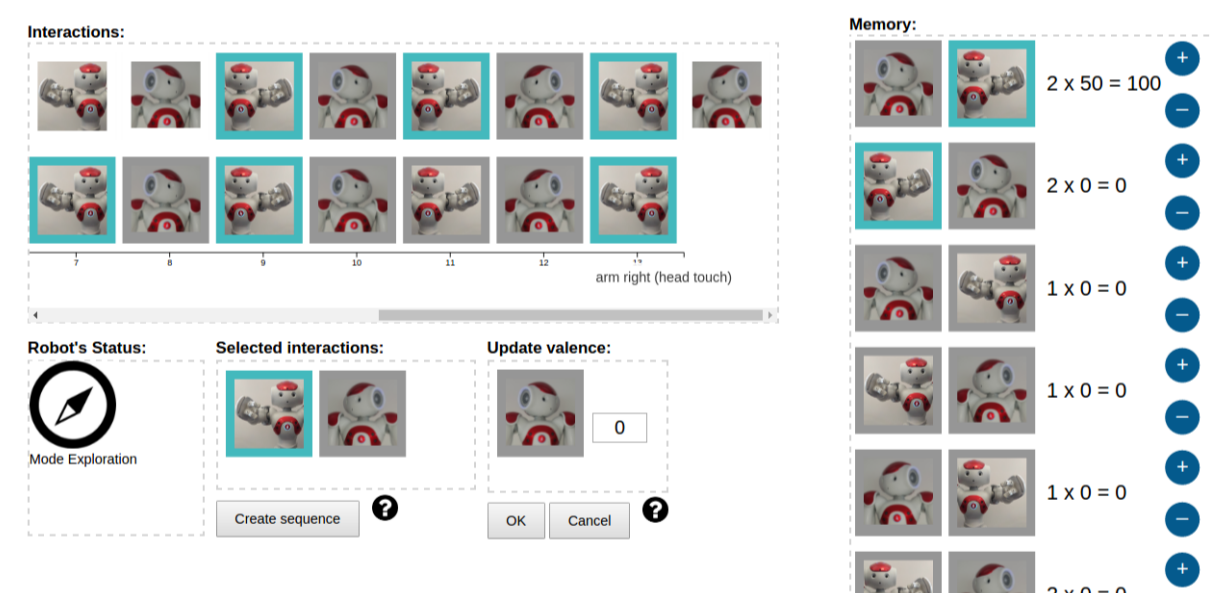 Interactions:
7 8 9 10 11 12
arm right (head touch)
Robot's Status:
Mode Exploration
Selected interactions:
Create sequence
?
Update valence:
0
OK
Cancel
?
Memory:
2 x 50 = 100
+
−
2 x 0 = 0
+
−
1 x 0 = 0
+
−
1 x 0 = 0
+
−
1 x 0 = 0
+
−
+